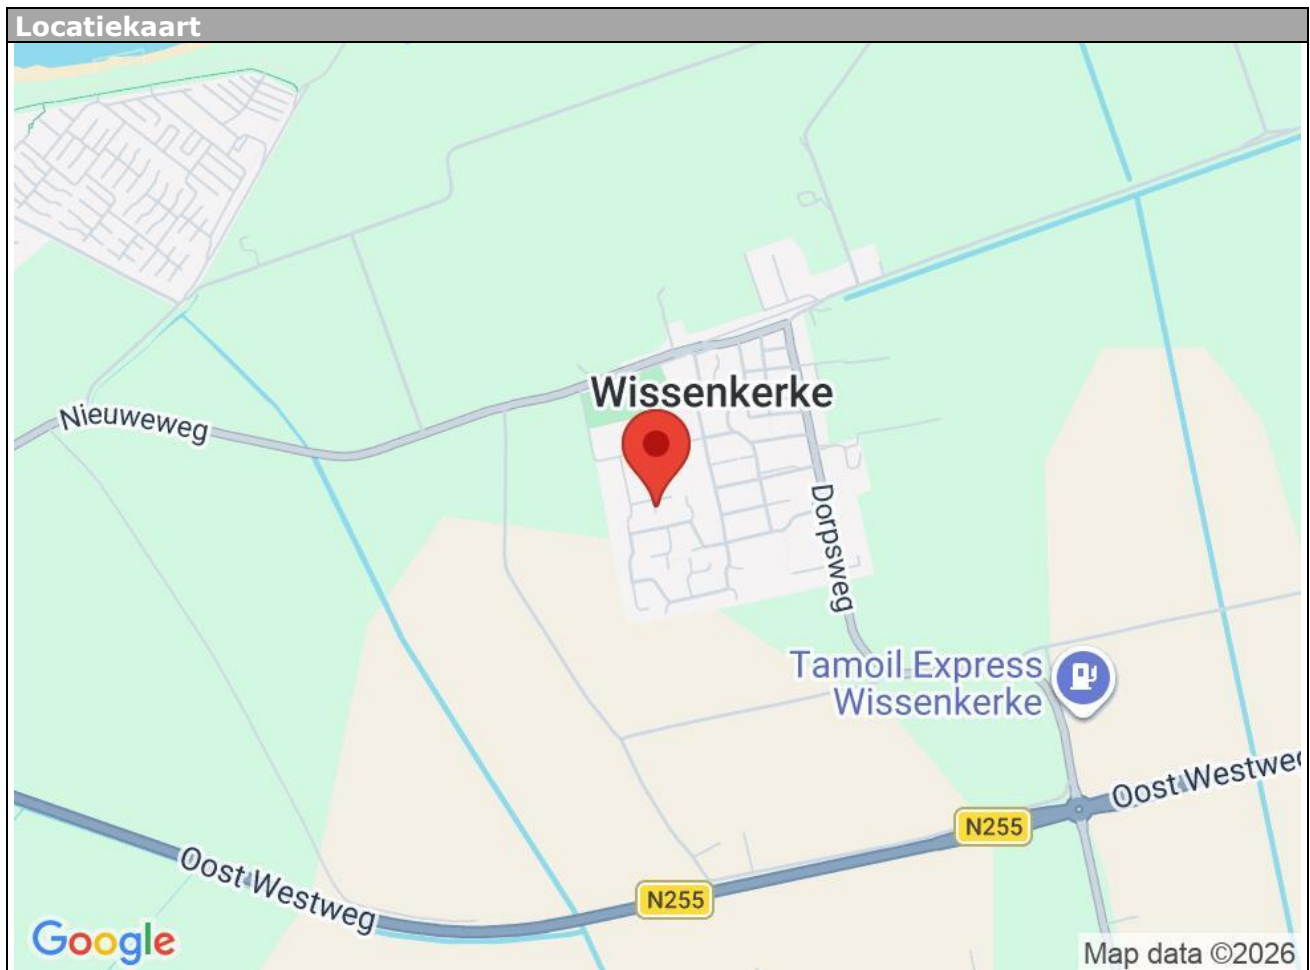 Locatiekaart
Wissenkerke
Nieuweweg
Dorpsweg
Tamoil Express
Wissenkerke
Oost Westweg
N255
Oost Westweg
N255
Google
Map data ©2026